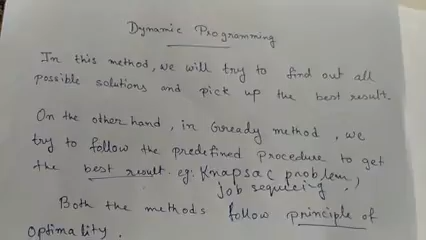 Dynamic Programming
In this method, we will try to find out all
possible solutions and pick up the best result.
On the other hand, in Gready method, we
try to follow the predefined Procedure to get
the best result. eg: Knapsac problem,
job sequecing.
Both the methods follow principle of
optimality.